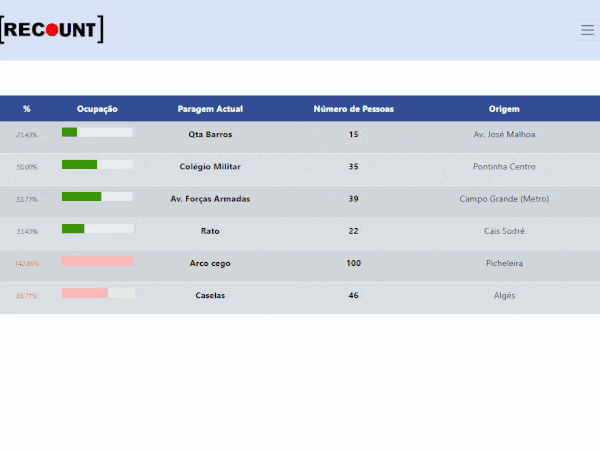 [RECOUNT]
% Ocupação Paragem Actual Número de Pessoas Origem
21.43% Qta Barros 15 Av. José Malhoa
50.00% Colégio Militar 35 Pontinha Centro
55.71% Av. Forças Armadas 39 Campo Grande (Metro)
31.43% Rato 22 Cais Sodré
142.86% Arco cego 100 Picheleira
65.71% Caselas 46 Algés